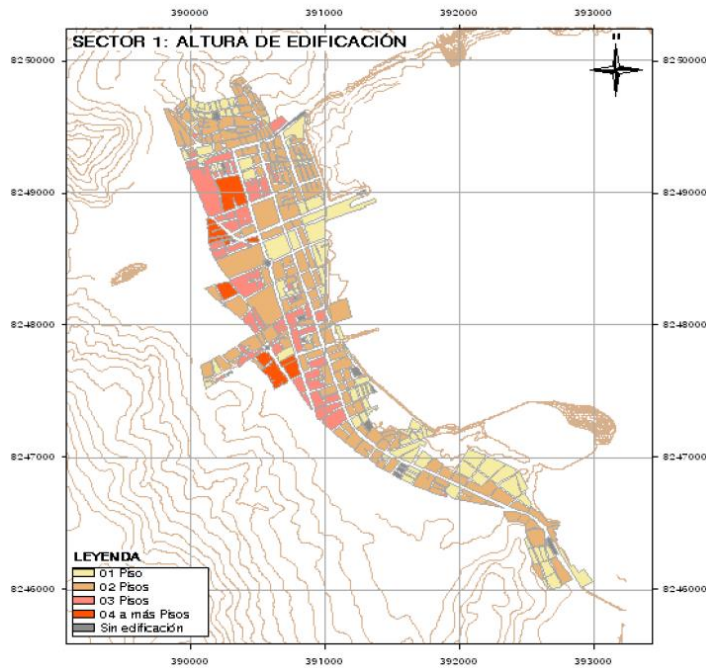 390000 391000 392000 393000
SECTOR 1: ALTURA DE EDIFICACIÓN
8250000 8250000
8249000 8249000
8248000 8248000
8247000 8247000
8246000 8246000
LEYENDA
01 Piso
02 Pisos
03 Pisos
04 a más Pisos
Sin edificación
390000 391000 392000 393000